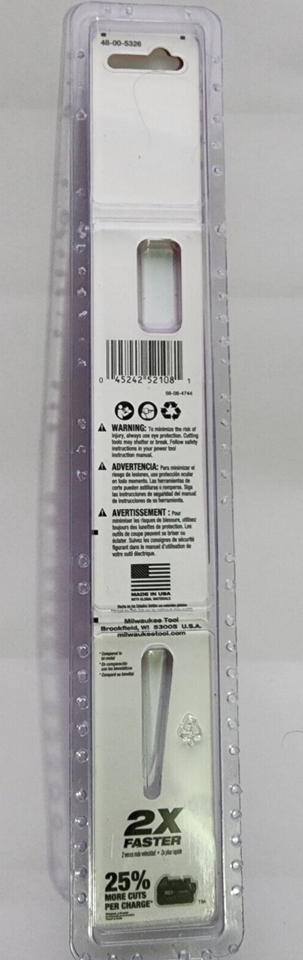 48-00-5326
0 45242 52108 1
58-08-4744
WARNING: To minimize the risk of
injury, always use eye protection. Cutting
tools may shatter or break. Follow safety
instructions in your power tool
instruction manual.
ADVERTENCIA: Para minimizar el
riesgo de lesiones, use protección ocular
en todo momento. Las herramientas de
corte pueden astillarse o romperse. Siga
las instrucciones de seguridad del manual
de instrucciones de su herramienta.
AVERTISSEMENT : Pour
minimiser les risques de blessure, utilisez
toujours des lunettes de protection. Les
outils de coupe peuvent se briser ou
éclater. Suivez les consignes de sécurité
figurant dans le manuel d'utilisation de
votre outil électrique.
MADE IN USA
WITH GLOBAL MATERIALS
Milwaukee Tool
Brookfield, WI 53005 U.S.A.
milwaukeetool.com
2X
FASTER
25%
MORE CUTS
PER CHARGE*